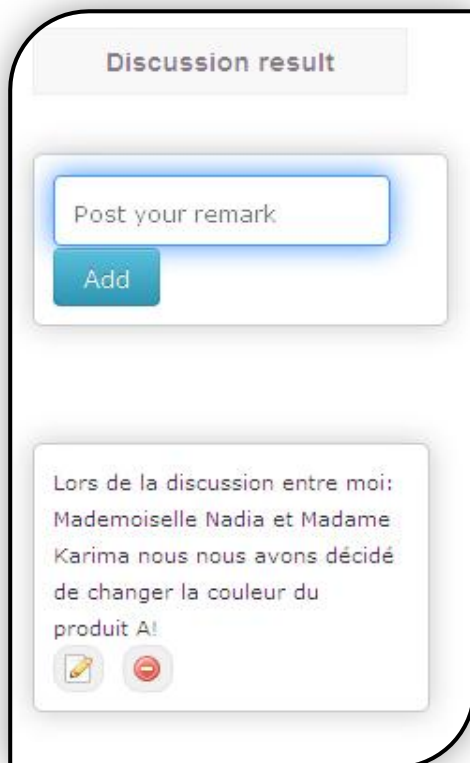 Discussion result
Post your remark
Add
Lors de la discussion entre moi:
Mademoiselle Nadia et Madame
Karima nous nous avons décidé
de changer la couleur du
produit A!